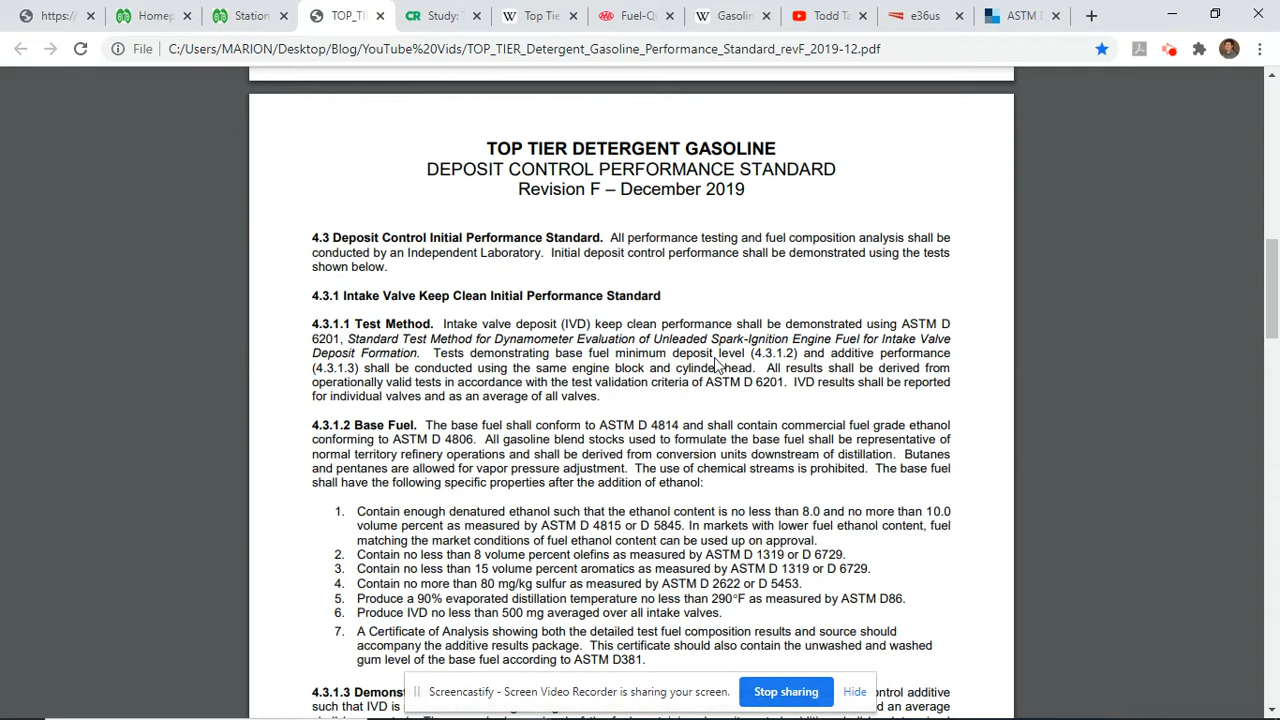 https:/
Homep
Station
TOP_TI
Study:
Top Tie
Fuel-Qu
Gasolin
Todd Ta
e36us
ASTM D
File C:/Users/MARION/Desktop/Blog/YouTube%20Vids/TOP_TIER_Detergent_Gasoline_Performance_Standard_revF_2019-12.pdf
TOP TIER DETERGENT GASOLINE
DEPOSIT CONTROL PERFORMANCE STANDARD
Revision F – December 2019
4.3 Deposit Control Initial Performance Standard. All performance testing and fuel composition analysis shall be
conducted by an Independent Laboratory. Initial deposit control performance shall be demonstrated using the tests
shown below.
4.3.1 Intake Valve Keep Clean Initial Performance Standard
4.3.1.1 Test Method. Intake valve deposit (IVD) keep clean performance shall be demonstrated using ASTM D
6201, Standard Test Method for Dynamometer Evaluation of Unleaded Spark-Ignition Engine Fuel for Intake Valve
Deposit Formation. Tests demonstrating base fuel minimum deposit level (4.3.1.2) and additive performance
(4.3.1.3) shall be conducted using the same engine block and cylinder head. All results shall be derived from
operationally valid tests in accordance with the test validation criteria of ASTM D 6201. IVD results shall be reported
for individual valves and as an average of all valves.
4.3.1.2 Base Fuel. The base fuel shall conform to ASTM D 4814 and shall contain commercial fuel grade ethanol
conforming to ASTM D 4806. All gasoline blend stocks used to formulate the base fuel shall be representative of
normal territory refinery operations and shall be derived from conversion units downstream of distillation. Butanes
and pentanes are allowed for vapor pressure adjustment. The use of chemical streams is prohibited. The base fuel
shall have the following specific properties after the addition of ethanol:
1. Contain enough denatured ethanol such that the ethanol content is no less than 8.0 and no more than 10.0
volume percent as measured by ASTM D 4815 or D 5845. In markets with lower fuel ethanol content, fuel
matching the market conditions of fuel ethanol content can be used up on approval.
2. Contain no less than 8 volume percent olefins as measured by ASTM D 1319 or D 6729.
3. Contain no less than 15 volume percent aromatics as measured by ASTM D 1319 or D 6729.
4. Contain no more than 80 mg/kg sulfur as measured by ASTM D 2622 or D 5453.
5. Produce a 90% evaporated distillation temperature no less than 290°F as measured by ASTM D86.
6. Produce IVD no less than 500 mg averaged over all intake valves.
7. A Certificate of Analysis showing both the detailed test fuel composition results and source should
accompany the additive results package. This certificate should also contain the unwashed and washed
gum level of the base fuel according to ASTM D381.
Screencastify - Screen Video Recorder is sharing your screen. Stop sharing Hide
4.3.1.3 Demons ontrol additive
such that IVD is d an average